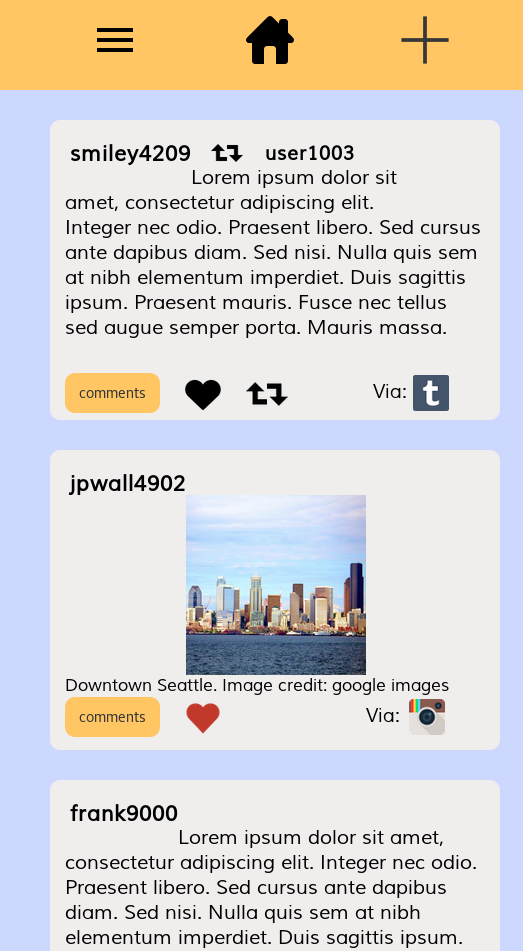 smiley4209 user1003
Lorem ipsum dolor sit
amet, consectetur adipiscing elit.
Integer nec odio. Praesent libero. Sed cursus
ante dapibus diam. Sed nisi. Nulla quis sem
at nibh elementum imperdiet. Duis sagittis
ipsum. Praesent mauris. Fusce nec tellus
sed augue semper porta. Mauris massa.
comments Via: t
jpwall4902
Downtown Seattle. Image credit: google images
comments Via:
frank9000
Lorem ipsum dolor sit amet,
consectetur adipiscing elit. Integer nec odio.
Praesent libero. Sed cursus ante dapibus
diam. Sed nisi. Nulla quis sem at nibh
elementum imperdiet. Duis sagittis ipsum.